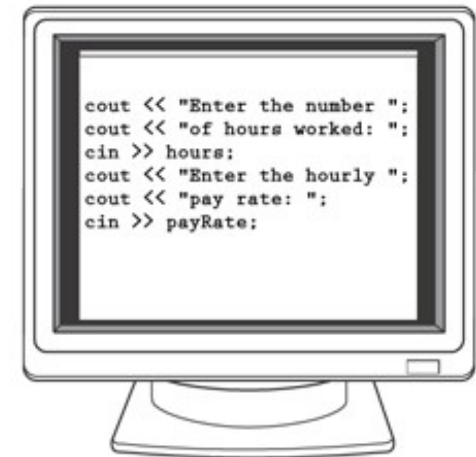 cout << "Enter the number ";
cout << "of hours worked: ";
cin >> hours;
cout << "Enter the hourly ";
cout << "pay rate: ";
cin >> payRate;